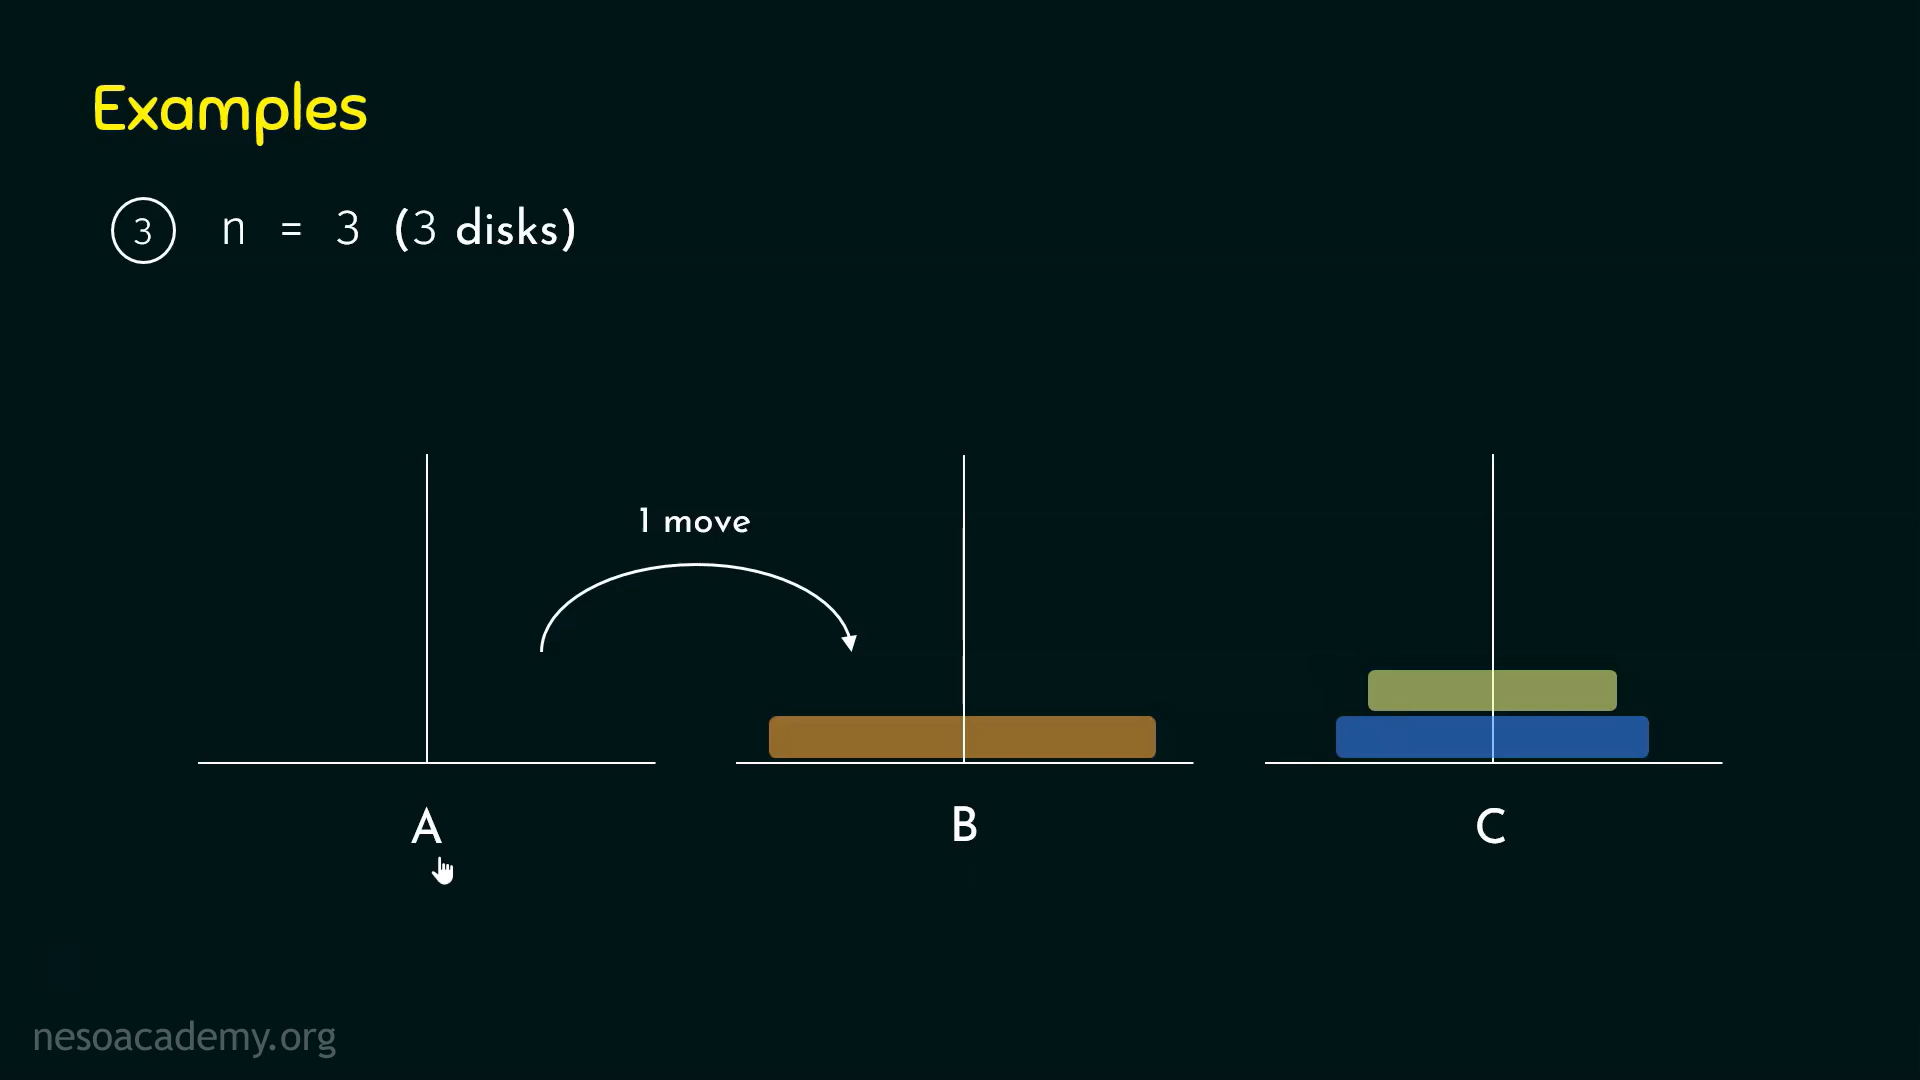 Examples
3 n = 3 (3 disks)
1 move
A B C
nesoacademy.org